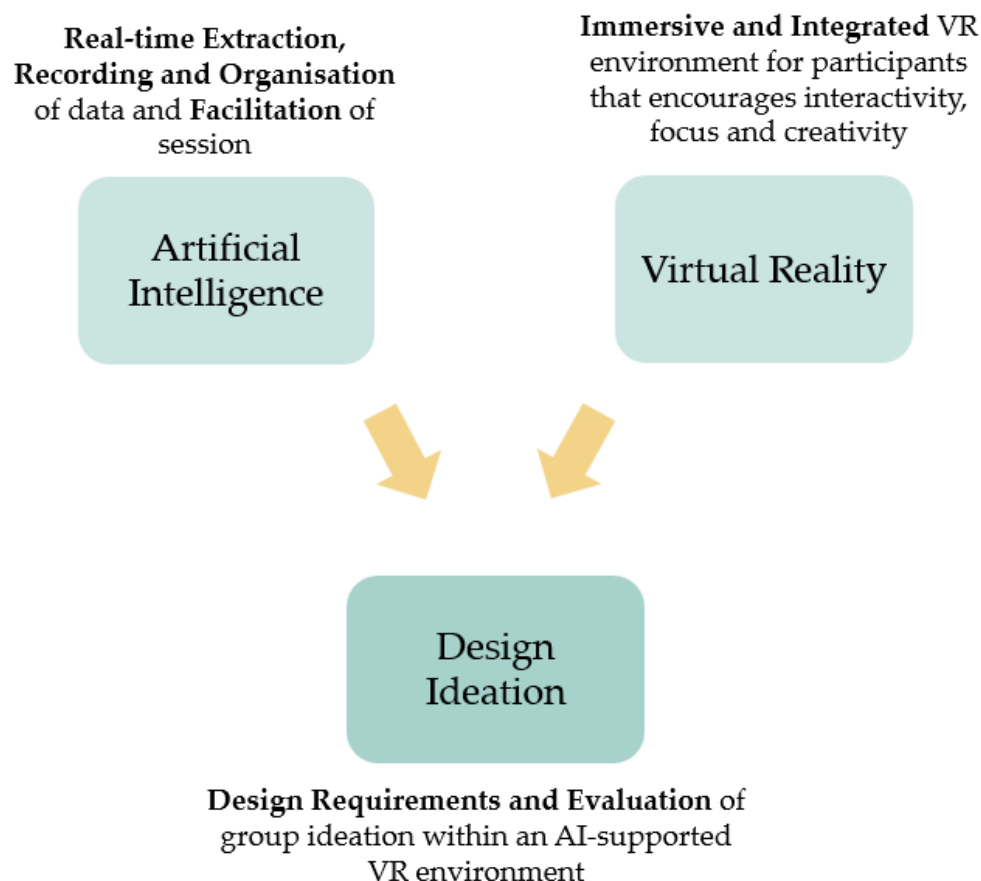 Real-time Extraction,
Recording and Organisation
of data and Facilitation of
session
Immersive and Integrated VR
environment for participants
that encourages interactivity,
focus and creativity
Artificial
Intelligence
Virtual Reality
Design
Ideation
Design Requirements and Evaluation of
group ideation within an AI-supported
VR environment